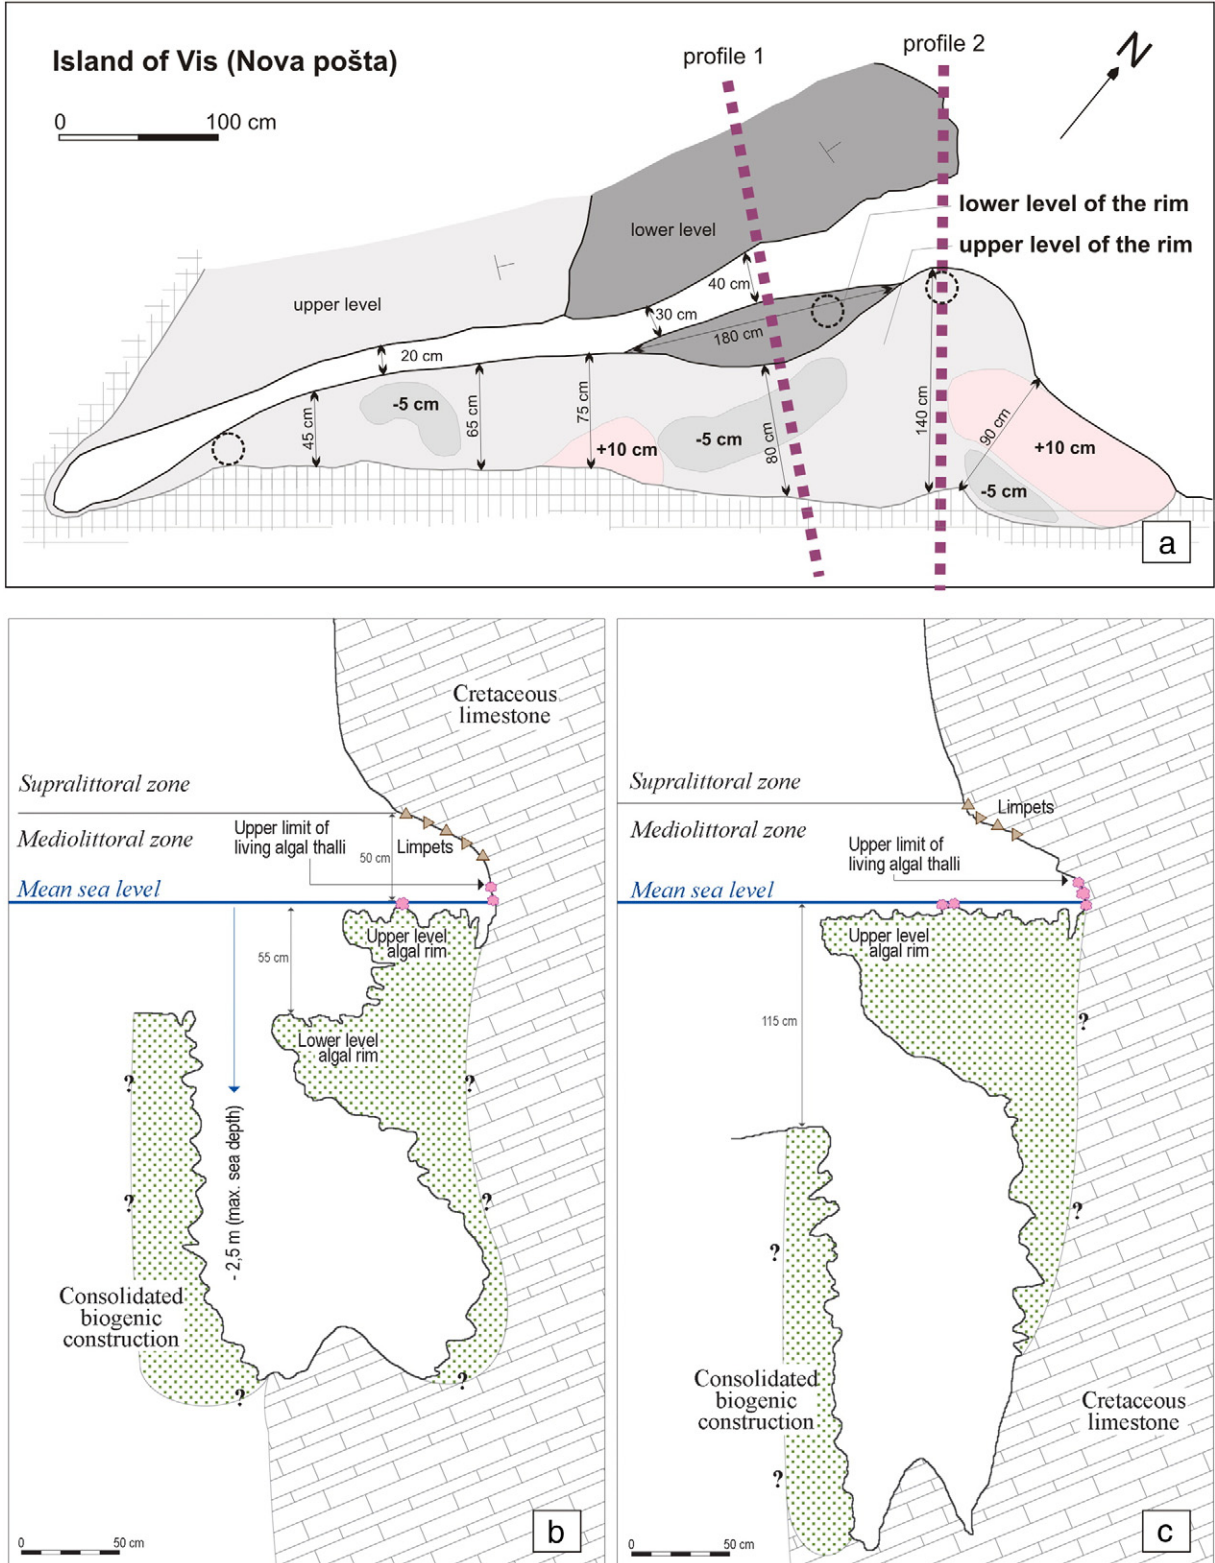 Island of Vis (Nova pošta)
0 100 cm
profile 1
profile 2
N
lower level of the rim
upper level of the rim
lower level
upper level
40 cm
30 cm
20 cm
180 cm
45 cm
-5 cm
65 cm
75 cm
+10 cm
-5 cm
80 cm
140 cm
90 cm
+10 cm
-5 cm
a
Cretaceous
limestone
Supralittoral zone
Mediolittoral zone
Upper limit of
living algal thalli
50 cm
Limpets
Mean sea level
Upper level
algal rim
55 cm
Lower level
algal rim
?
?
- 2,5 m (max. sea depth)
?
?
Consolidated
biogenic
construction
?
?
0 50 cm
b
Supralittoral zone
Limpets
Mediolittoral zone
Upper limit of
living algal thalli
Mean sea level
Upper level
algal rim
115 cm
?
?
?
Consolidated
biogenic
construction
Cretaceous
limestone
?
0 50 cm
c